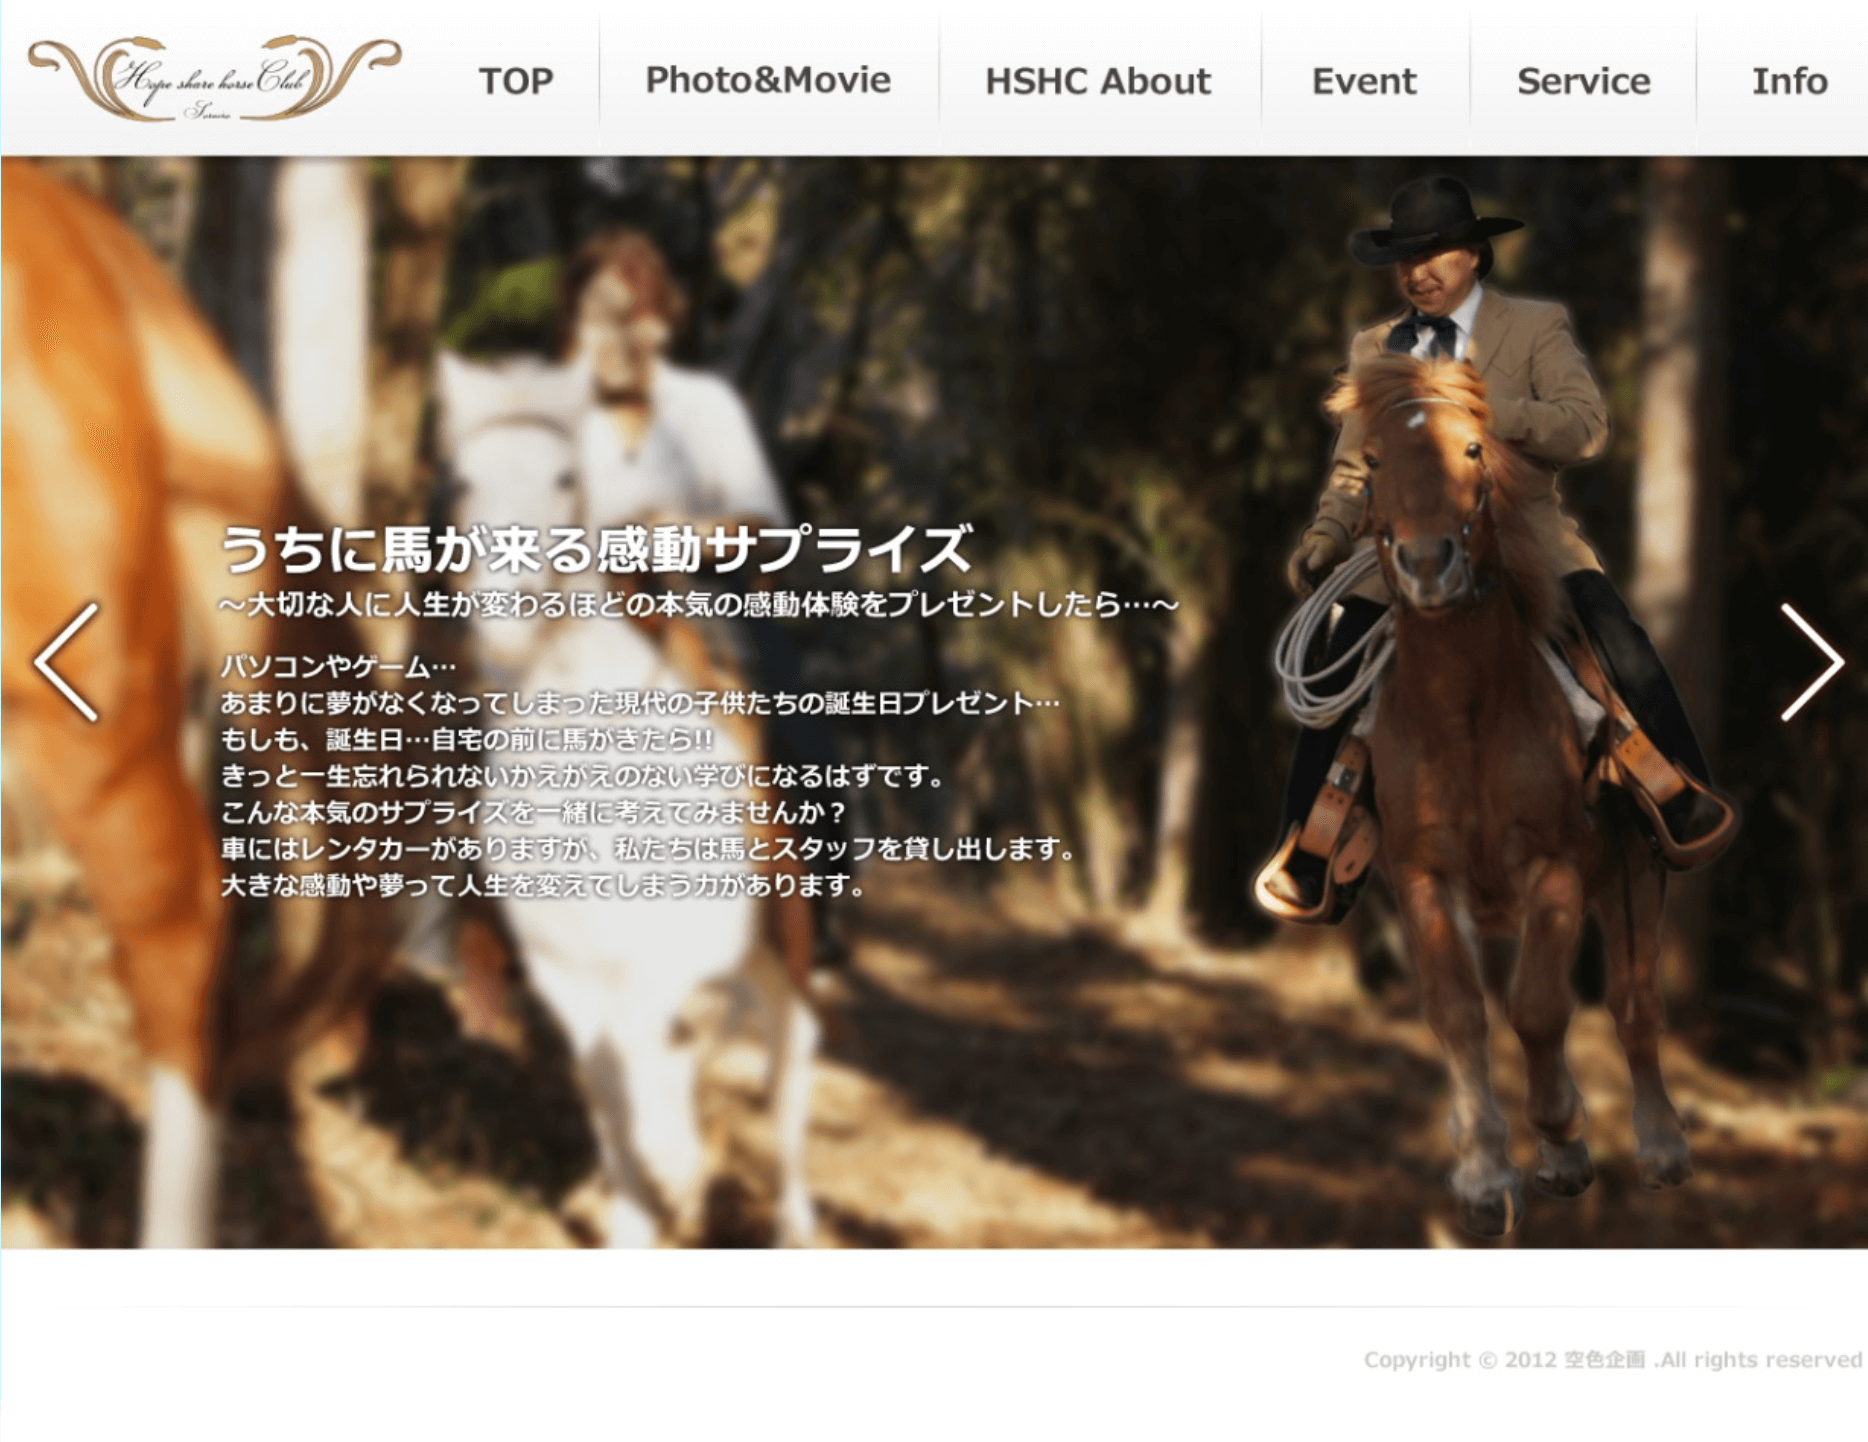 Hope share horse Club
Sorairo
TOP
Photo&Movie
HSHC About
Event
Service
Info
うちに馬が来る感動サプライズ
〜大切な人に人生が変わるほどの本気の感動体験をプレゼントしたら…〜
パソコンやゲーム…
あまりに夢がなくなってしまった現代の子供たちの誕生日プレゼント…
もしも、誕生日…自宅の前に馬がきたら!!
きっと一生忘れられないかえがえのない学びになるはずです。
こんな本気のサプライズを一緒に考えてみませんか？
車にはレンタカーがありますが、私たちは馬とスタッフを貸し出します。
大きな感動や夢って人生を変えてしまう力があります。
Copyright © 2012 空色企画 .All rights reserved